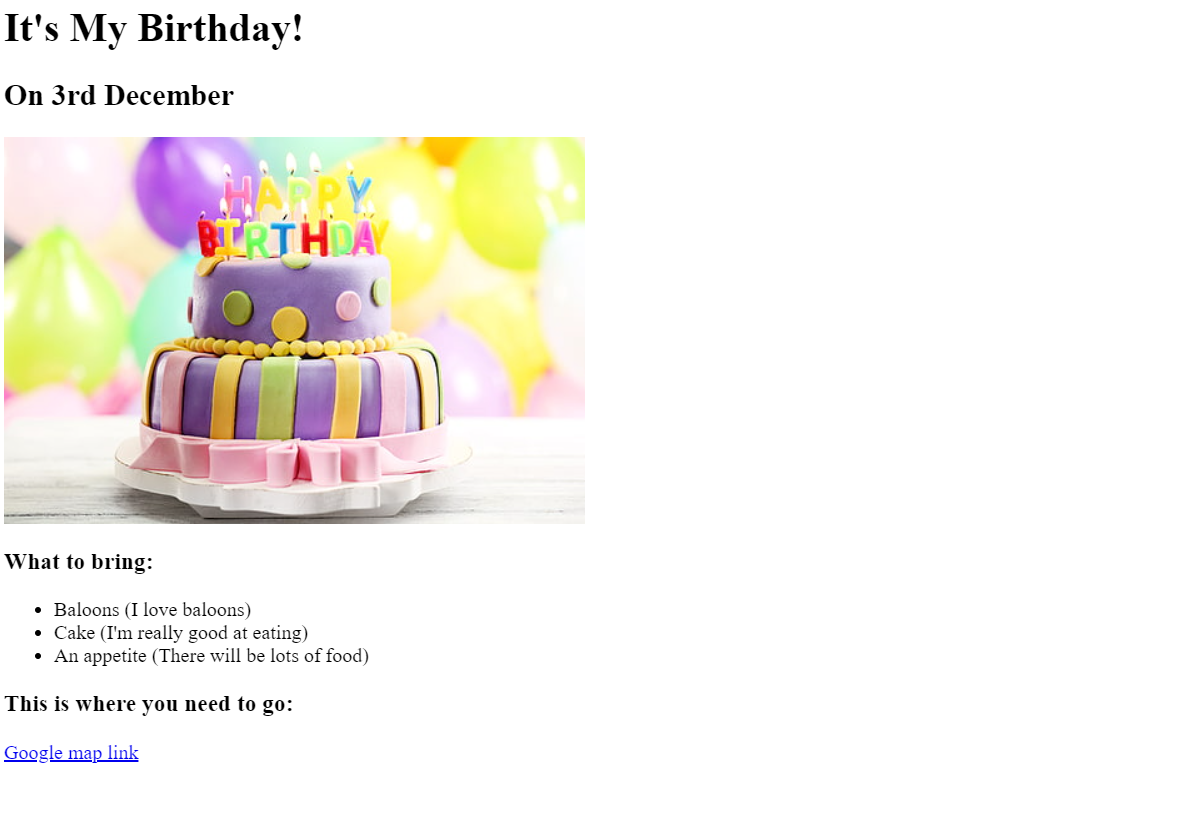 It's My Birthday!
On 3rd December
HAPPY
BIRTHDAY
What to bring:
Baloons (I love baloons)
Cake (I'm really good at eating)
An appetite (There will be lots of food)
This is where you need to go:
Google map link